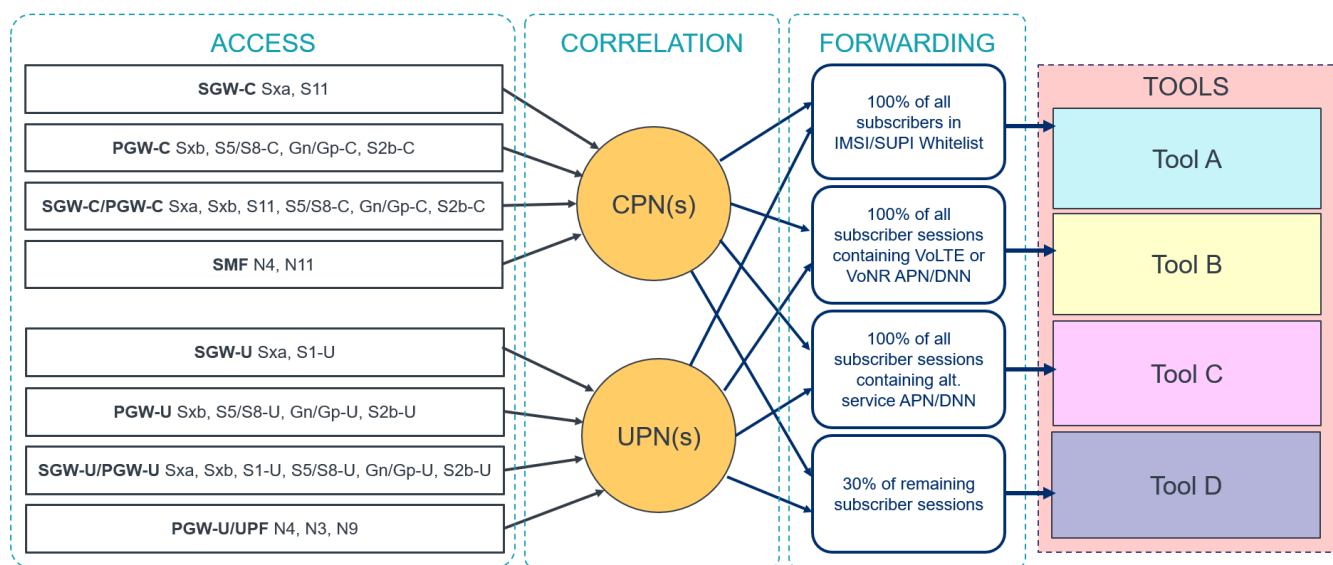 ACCESS
SGW-C Sxa, S11
PGW-C Sxb, S5/S8-C, Gn/Gp-C, S2b-C
SGW-C/PGW-C Sxa, Sxb, S11, S5/S8-C, Gn/Gp-C, S2b-C
SMF N4, N11
SGW-U Sxa, S1-U
PGW-U Sxb, S5/S8-U, Gn/Gp-U, S2b-U
SGW-U/PGW-U Sxa, Sxb, S1-U, S5/S8-U, Gn/Gp-U, S2b-U
PGW-U/UPF N4, N3, N9
CORRELATION
CPN(s)
UPN(s)
FORWARDING
100% of all
subscribers in
IMSI/SUPI Whitelist
100% of all
subscriber sessions
containing VoLTE or
VoNR APN/DNN
100% of all
subscriber sessions
containing alt.
service APN/DNN
30% of remaining
subscriber sessions
TOOLS
Tool A
Tool B
Tool C
Tool D